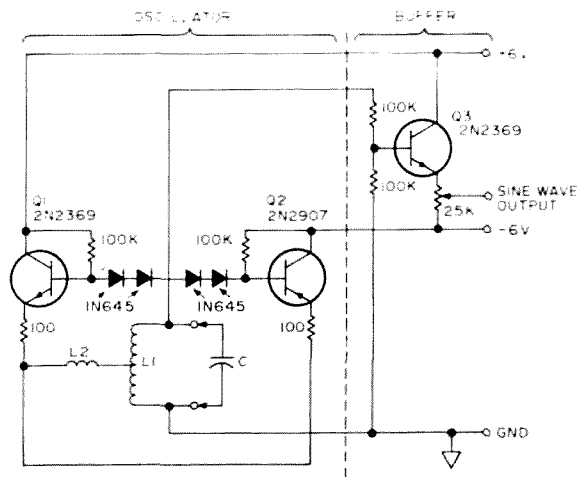 OSCILLATOR
BUFFER
100K
Q3
2N2369
100K
SINE WAVE
OUTPUT
25K
-6V
Q1
2N2369
Q2
2N2907
100K
100K
1N645
1N645
100
100
L2
L1
C
GND